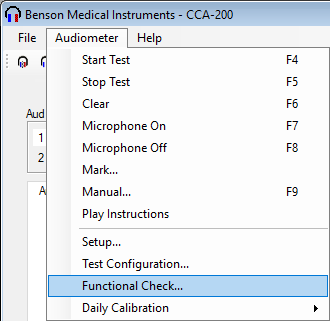 Benson Medical Instruments - CCA-200
File Audiometer Help
Start Test F4
Stop Test F5
Clear F6
Microphone On F7
Microphone Off F8
Mark...
Manual... F9
Play Instructions
Setup...
Test Configuration...
Functional Check...
Daily Calibration
Aud
1
2
A